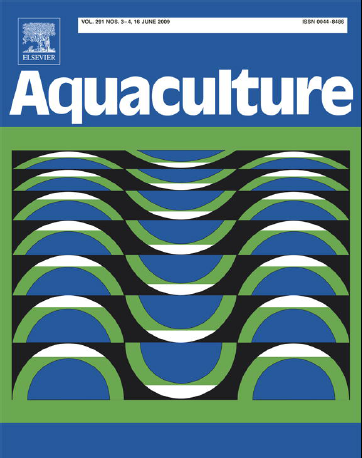 VOL. 291 NOS. 3–4, 16 JUNE 2009 ISSN 0044-8486
ELSEVIER
Aquaculture